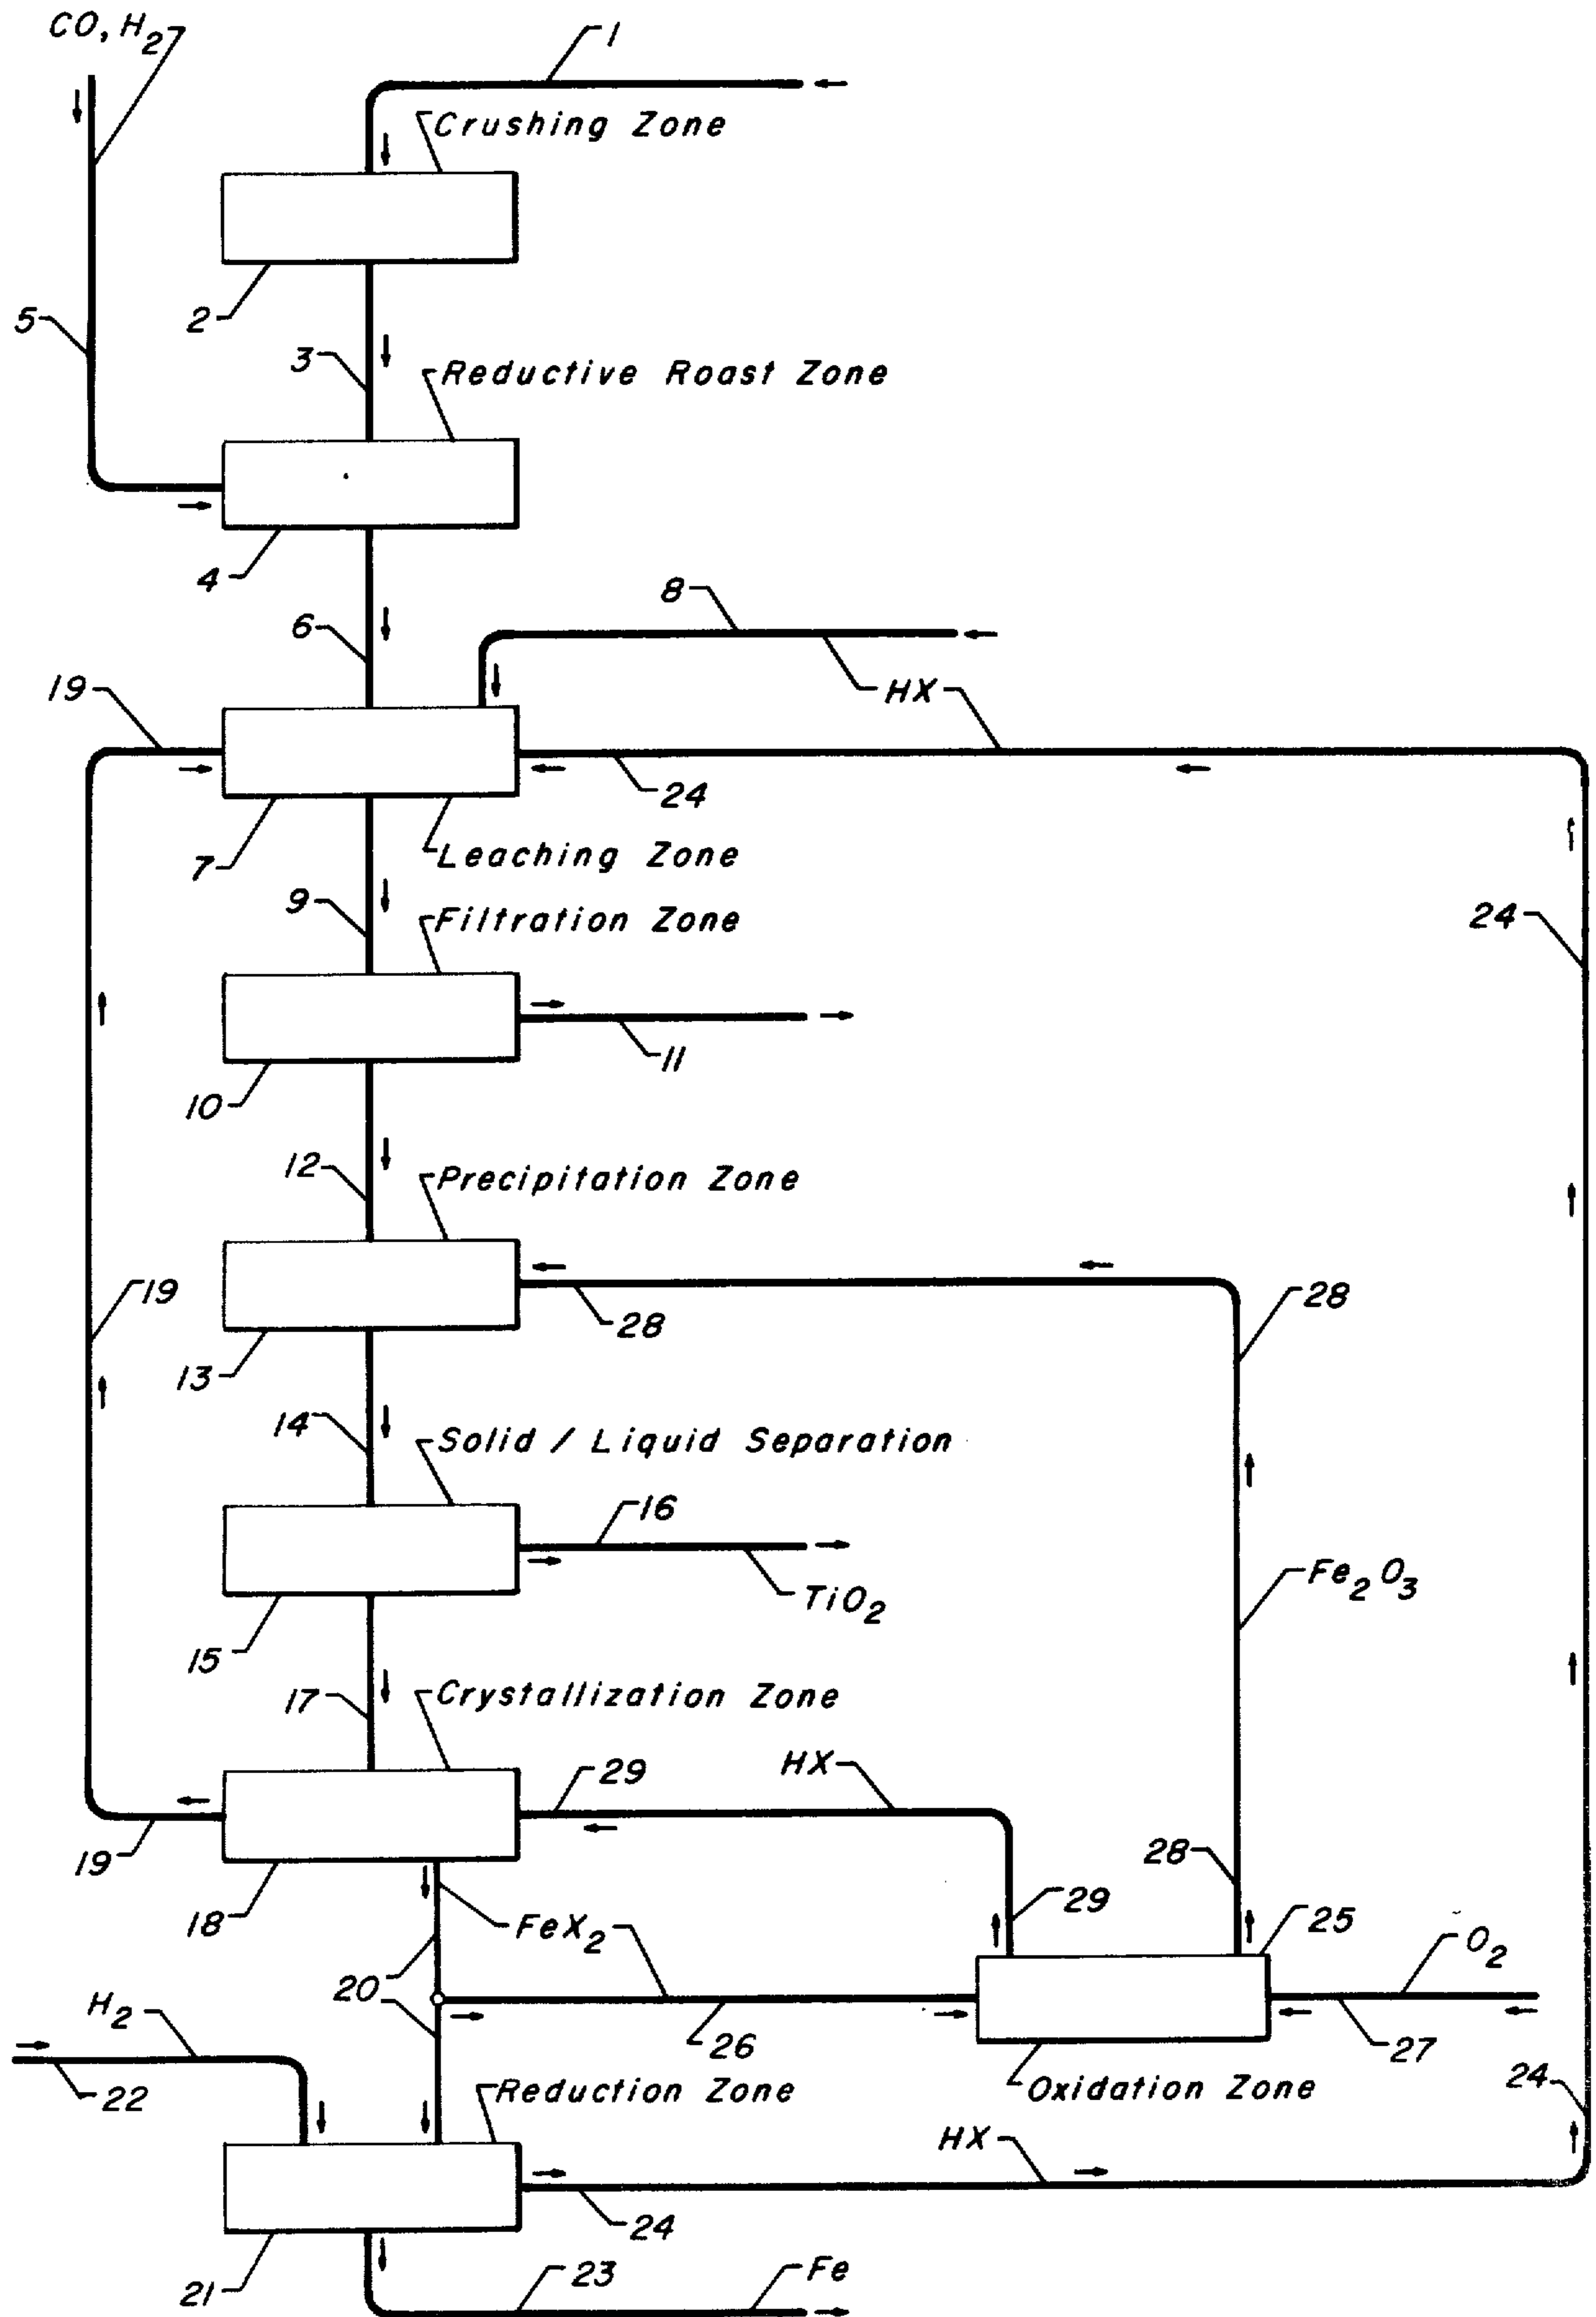 CO, H2
1
Crushing Zone
2
5
3
Reductive Roast Zone
4
8
6
HX
19
24
7
Leaching Zone
9
Filtration Zone
24
11
10
12
Precipitation Zone
19
28
28
13
14
Solid / Liquid Separation
16
Fe2O3
TiO2
15
17
Crystallization Zone
29
HX
19
28
18
FeX2
29
25
O2
20
H2
26
27
22
Reduction Zone
Oxidation Zone
24
HX
24
21
23
Fe